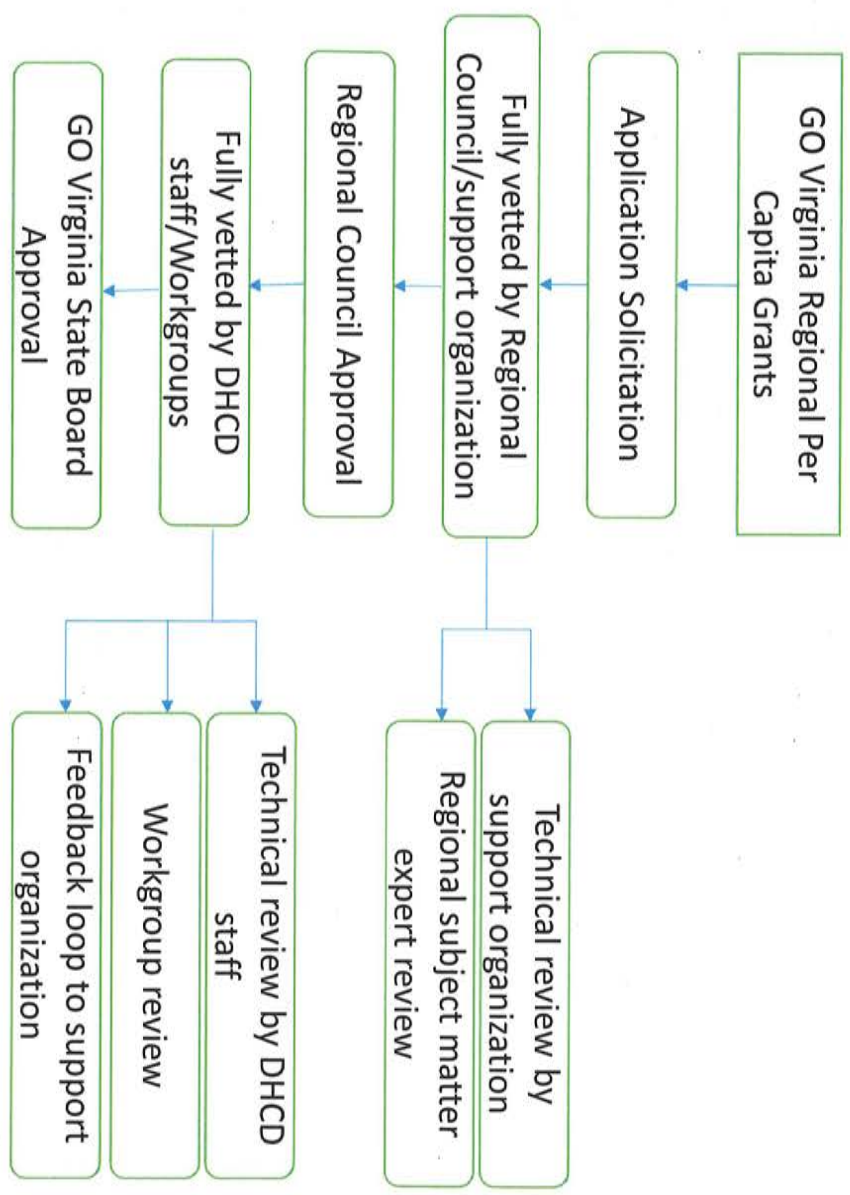 GO Virginia Regional Per
Capita Grants
Application Solicitation
Fully vetted by Regional
Council/support organization
Technical review by
support organization
Regional subject matter
expert review
Regional Council Approval
Fully vetted by DHCD
staff/Workgroups
Technical review by DHCD
staff
Workgroup review
Feedback loop to support
organization
GO Virginia State Board
Approval